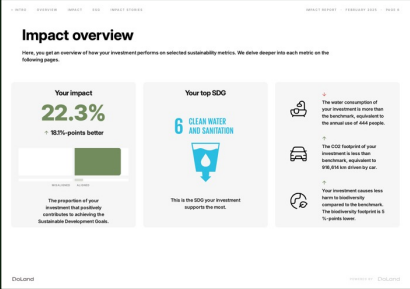 INTRO OVERVIEW IMPACT SDG IMPACT STORIES
IMPACT REPORT · FEBRUARY 2025 · PAGE
Impact overview
Here, you get an overview of how your investment performs on selected sustainability metrics. We delve deeper into each metric on the
following pages.
Your impact
22.3%
↑ 18.1%-points better
The proportion of your
investment that positively
contributes to achieving the
Sustainable Development Goals.
Your top SDG
6 CLEAN WATER
AND SANITATION
This is the SDG your investment
supports the most.
The water consumption
of your investment is more than
the benchmark, equivalent to
the annual use of 444 people.
The CO2 footprint of your
investment is less than
benchmark, equivalent to
916,814 km driven by car.
Your investment causes less
harm to biodiversity
compared to the benchmark.
The biodiversity footprint is 5
%-points lower.
DoLand
POWERED BY DoLand